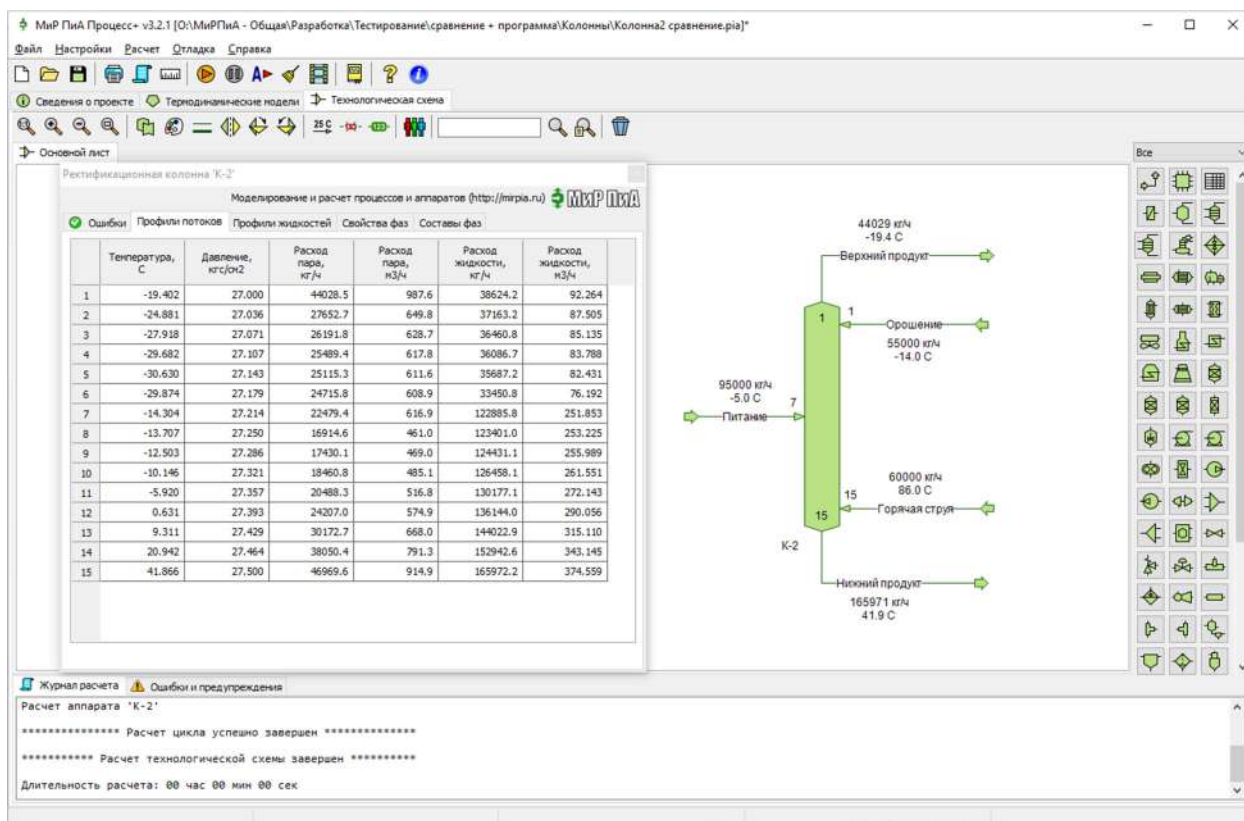 МиР ПиА Процесс+ v3.2.1 [O:\МиРПиА - Общая\Разработка\Тестирование\сравнение + программа\Колонны\Колонна2 сравнение.pia]*
Файл Настройки Расчет Отладка Справка
Сведения о проекте Термодинамические модели Технологическая схема
25 C
Основной лист
Все
Ректификационная колонна 'К-2'
Моделирование и расчет процессов и аппаратов (http://mirpia.ru) МиР ПиА
Ошибки Профили потоков Профили жидкостей Свойства фаз Составы фаз
Температура, С Давление, кгс/см2 Расход пара, кг/ч Расход пара, м3/ч Расход жидкости, кг/ч Расход жидкости, м3/ч
1 -19.402 27.000 44028.5 987.6 38624.2 92.264
2 -24.881 27.036 27652.7 649.8 37163.2 87.505
3 -27.918 27.071 26191.8 628.7 36460.8 85.135
4 -29.682 27.107 25489.4 617.8 36086.7 83.788
5 -30.630 27.143 25115.3 611.6 35687.2 82.431
6 -29.874 27.179 24715.8 608.9 33450.8 76.192
7 -14.304 27.214 22479.4 616.9 122885.8 251.853
8 -13.707 27.250 16914.6 461.0 123401.0 253.225
9 -12.503 27.286 17430.1 469.0 124431.1 255.989
10 -10.146 27.321 18460.8 485.1 126458.1 261.551
11 -5.920 27.357 20488.3 516.8 130177.1 272.143
12 0.631 27.393 24207.0 574.9 136144.0 290.056
13 9.311 27.429 30172.7 668.0 144022.9 315.110
14 20.942 27.464 38050.4 791.3 152942.6 343.145
15 41.866 27.500 46969.6 914.9 165972.2 374.559
44029 кг/ч
-19.4 C
Верхний продукт
1
1
Орошение
55000 кг/ч
-14.0 C
95000 кг/ч
-5.0 C
7
Питание
60000 кг/ч
86.0 C
15
Горячая струя
15
К-2
Нижний продукт
165971 кг/ч
41.9 C
Журнал расчета Ошибки и предупреждения
Расчет аппарата 'К-2'
*************** Расчет цикла успешно завершен **************
*********** Расчет технологической схемы завершен **********
Длительность расчета: 00 час 00 мин 00 сек